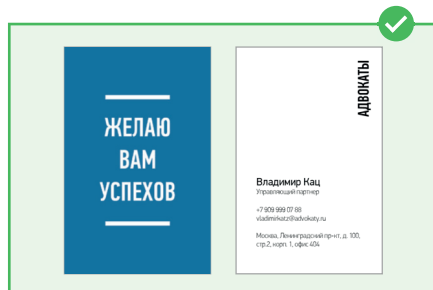 ЖЕЛАЮ
ВАМ
УСПЕХОВ
АДВОКАТЫ
Владимир Кац
Управляющий партнер
+7 909 999 07 88
vladimirkatz@advokaty.ru
Москва, Ленинградский пр-кт, д. 100,
стр.2, корп. 1, офис 404